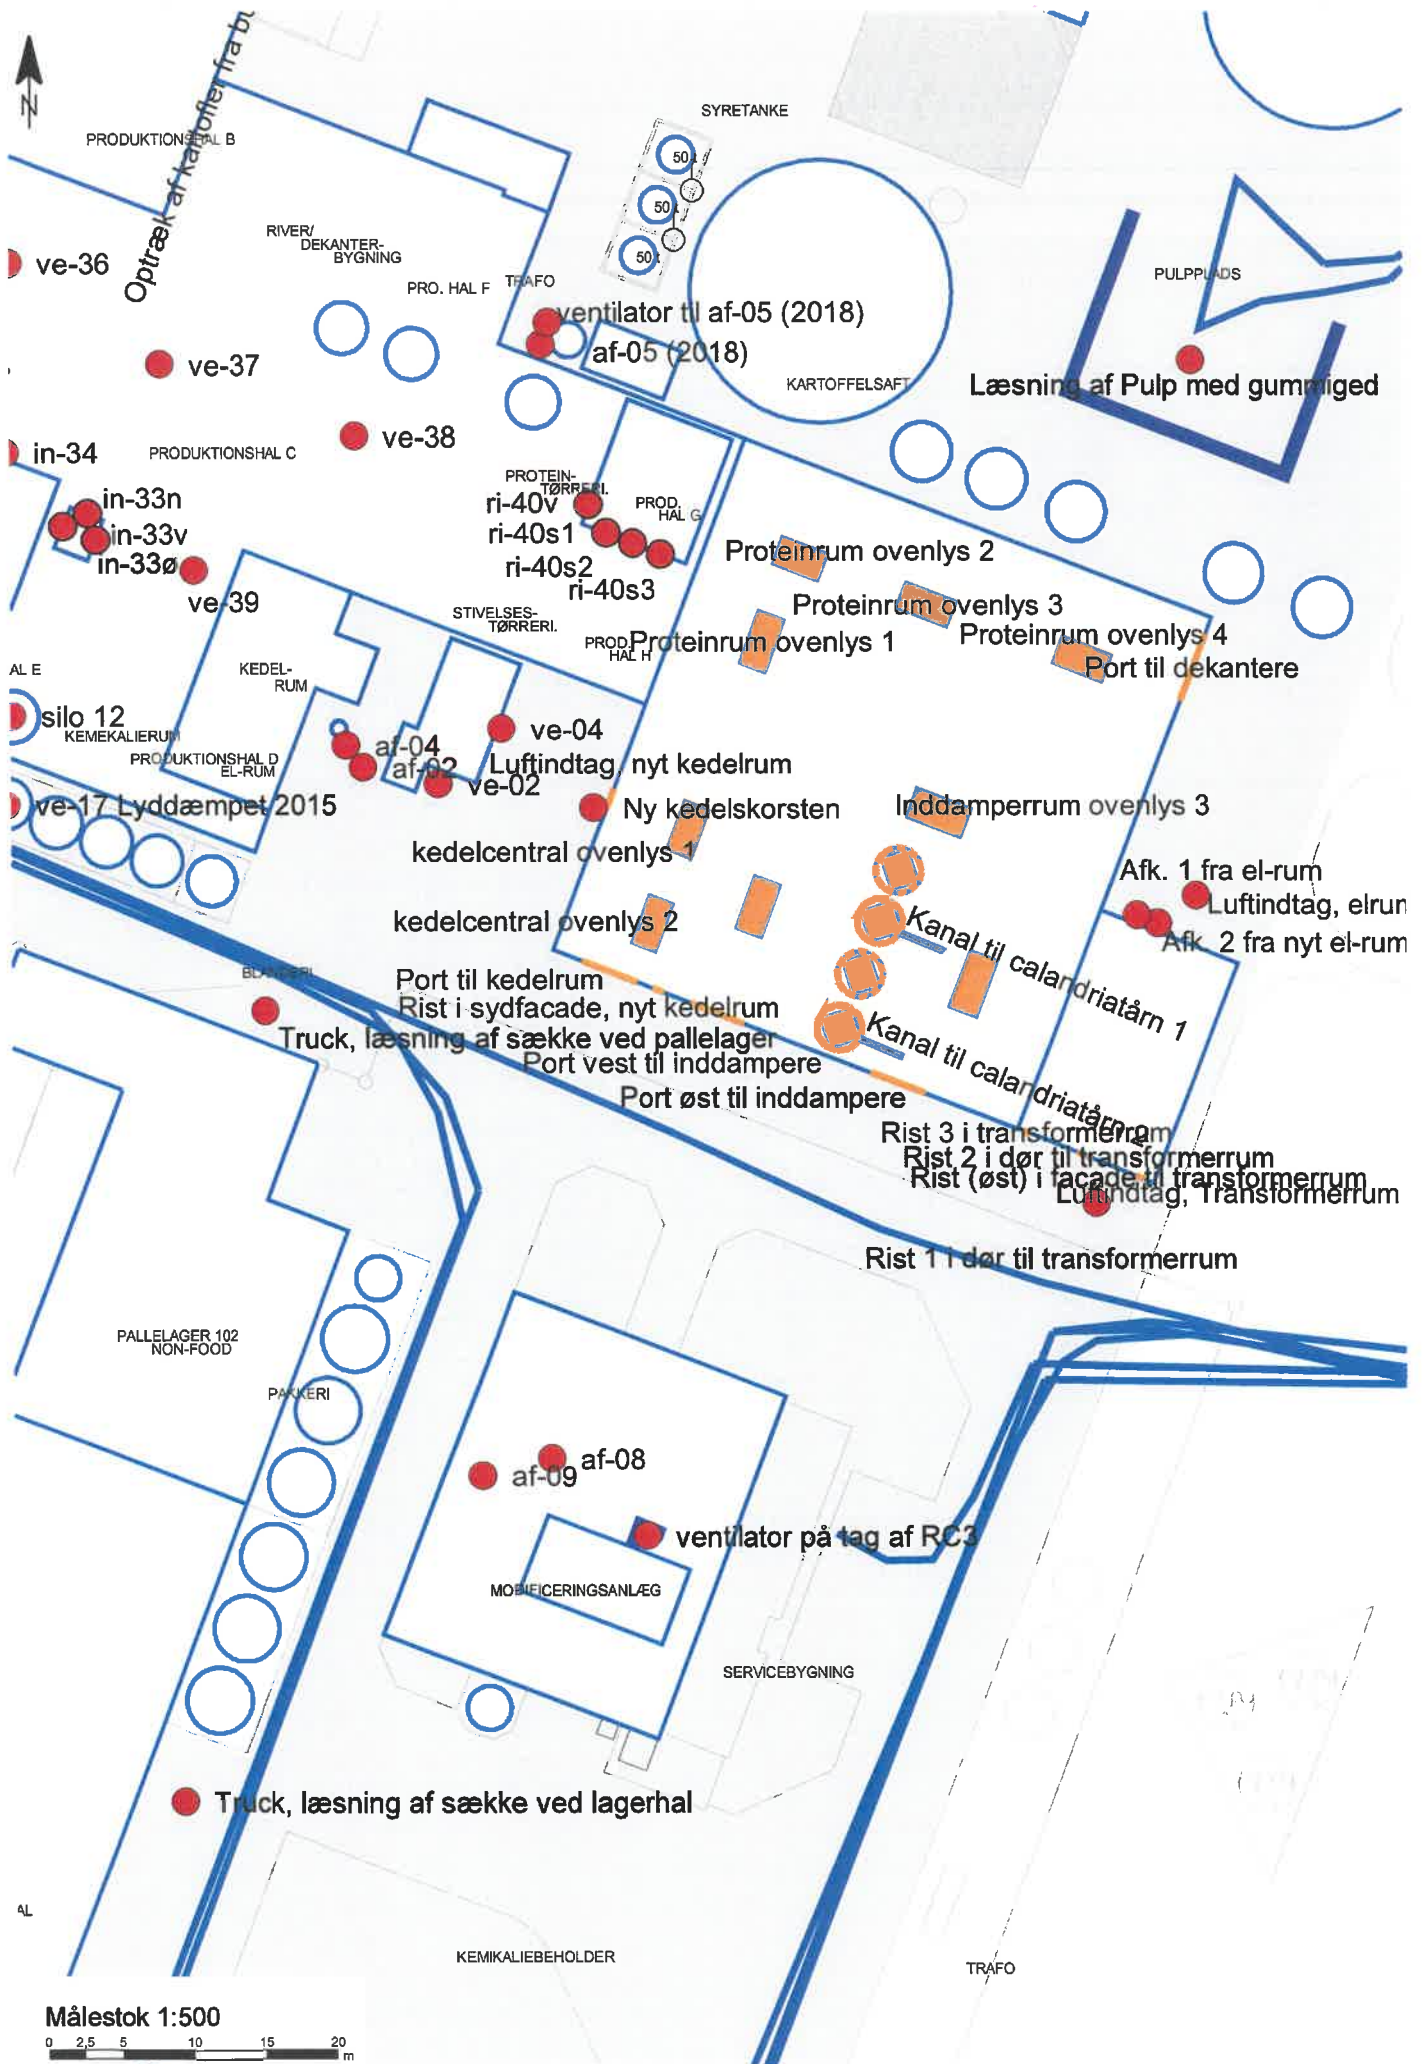 N
Optræk af kartofler fra
PRODUKTIONSHAL B
SYRETANKE
50 t
50 t
50 t
RIVER/
DEKANTER-
BYGNING
PRO. HAL F
TRAFO
ve-36
PULPPLADS
ventilator til af-05 (2018)
af-05 (2018)
ve-37
KARTOFFELSAFT
Læsning af Pulp med gummiged
ve-38
in-34
PRODUKTIONSHAL C
PROTEIN-
TØRRERI.
in-33n
ri-40v
PROD.
HAL G
in-33v
ri-40s1
in-33ø
ri-40s2
Proteinrum ovenlys 2
ri-40s3
ve-39
Proteinrum ovenlys 3
STIVELSES-
TØRRERI.
PROD.
HAL H
Proteinrum ovenlys 1
Proteinrum ovenlys 4
Port til dekantere
AL E
KEDEL-
RUM
silo 12
KEMEKALIERUM
ve-04
PRODUKTIONSHAL D
EL-RUM
af-04
af-02
Luftindtag, nyt kedelrum
ve-02
ve-17 Lyddæmpet 2015
Ny kedelskorsten
Inddamperrum ovenlys 3
kedelcentral ovenlys 1
Afk. 1 fra el-rum
Luftindtag, elrun
kedelcentral ovenlys 2
Afk. 2 fra nyt el-rum
Kanal til calandriatårn 1
BLANDERI
Port til kedelrum
Rist i sydfacade, nyt kedelrum
Truck, læsning af sække ved pallelager
Kanal til calandriatårn 2
Port vest til inddampere
Port øst til inddampere
Rist 3 i transformerrum
Rist 2 i dør til transformerrum
Rist (øst) i facade til transformerrum
Luftindtag, Transformerrum
Rist 1 i dør til transformerrum
PALLELAGER 102
NON-FOOD
PAKKERI
af-08
af-09
ventilator på tag af RC3
MODIFICERINGSANLÆG
SERVICEBYGNING
Truck, læsning af sække ved lagerhal
AL
KEMIKALIEBEHOLDER
TRAFO
Målestok 1:500
0 2,5 5 10 15 20
m